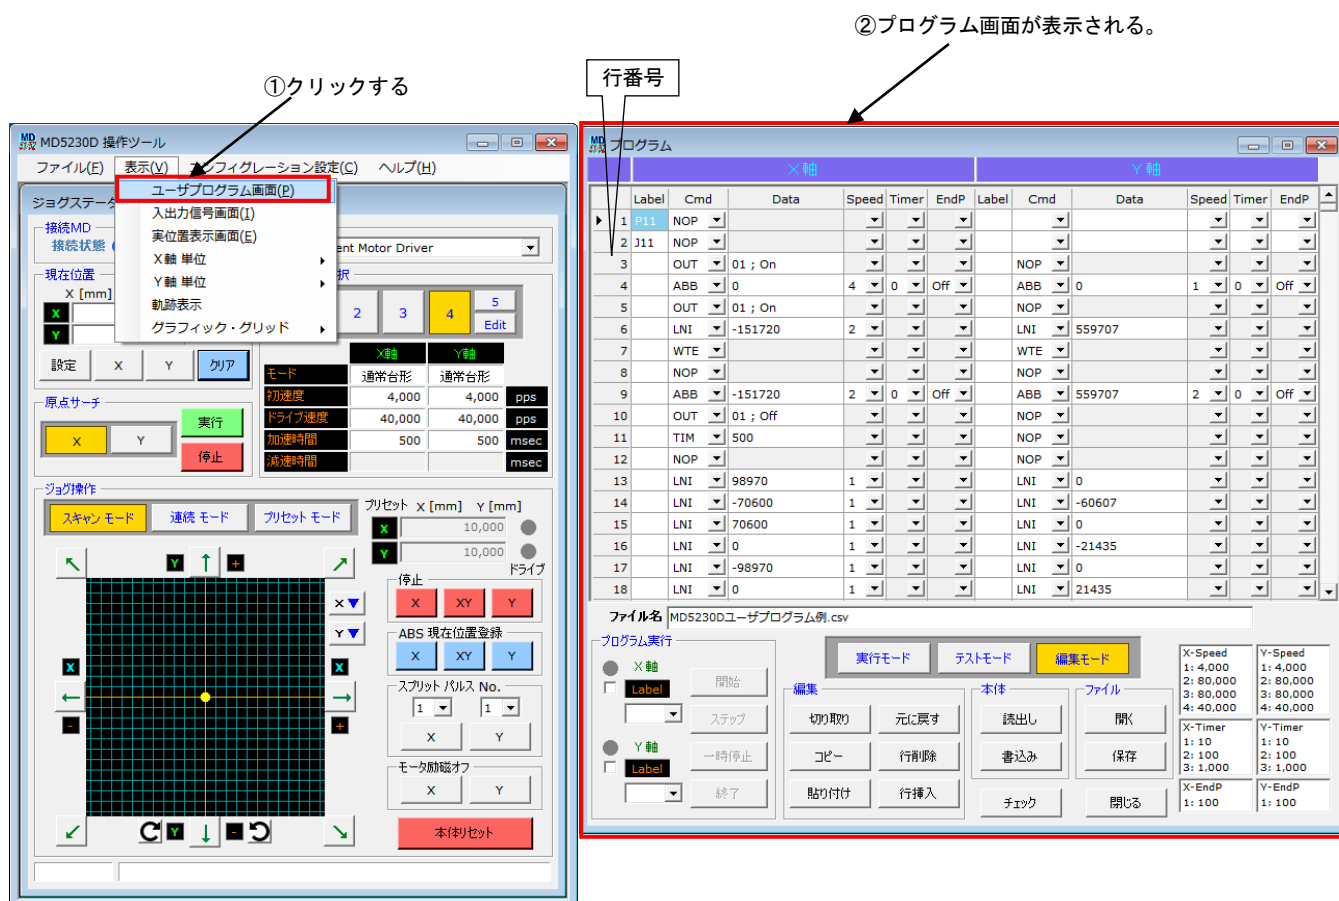 ②プログラム画面が表示される。
①クリックする
行番号
MD5230D 操作ツール
ファイル(F) 表示(V) コンフィグレーション設定(C) ヘルプ(H)
ユーザプログラム画面(P)
入出力信号画面(I)
実位置表示画面(E)
X軸 単位
Y軸 単位
軌跡表示
グラフィック・グリッド
ジョグステータ
接続MD
接続状態
ent Motor Driver
現在位置
X [mm]
X
Y
設定 X Y クリア
択
2 3 4 5
Edit
X軸 Y軸
モード 通常台形 通常台形
初速度 4,000 4,000 pps
ドライブ速度 40,000 40,000 pps
加速時間 500 500 msec
減速時間 msec
原点サーチ
X Y 実行
停止
ジョグ操作
スキャン モード 連続 モード プリセット モード
プリセット X [mm] Y [mm]
X 10,000
Y 10,000
ドライブ
Y +
X▼
Y▼
X X
- +
Y -
停止
X XY Y
ABS 現在位置登録
X XY Y
スプリット パルス No.
1 1
X Y
モータ励磁オフ
X Y
本体リセット
プログラム
X軸 Y軸
Label Cmd Data Speed Timer EndP Label Cmd Data Speed Timer EndP
1 P11 NOP
2 J11 NOP
3 OUT 01 ; On NOP
4 ABB 0 4 0 Off ABB 0 1 0 Off
5 OUT 01 ; On NOP
6 LNI -151720 2 LNI 559707
7 WTE WTE
8 NOP NOP
9 ABB -151720 2 0 Off ABB 559707 2 0 Off
10 OUT 01 ; Off NOP
11 TIM 500 NOP
12 NOP NOP
13 LNI 98970 1 LNI 0
14 LNI -70600 1 LNI -60607
15 LNI 70600 1 LNI 0
16 LNI 0 1 LNI -21435
17 LNI -98970 1 LNI 0
18 LNI 0 1 LNI 21435
ファイル名 MD5230Dユーザプログラム例.csv
プログラム実行
X軸
Label
開始
ステップ
Y軸
Label
一時停止
終了
実行モード テストモード 編集モード
編集
切り取り 元に戻す
コピー 行削除
貼り付け 行挿入
本体
読出し
書込み
チェック
ファイル
開く
保存
閉じる
X-Speed
1: 4,000
2: 80,000
3: 80,000
4: 40,000
Y-Speed
1: 4,000
2: 80,000
3: 80,000
4: 40,000
X-Timer
1: 10
2: 100
3: 1,000
Y-Timer
1: 10
2: 100
3: 1,000
X-EndP
1: 100
Y-EndP
1: 100